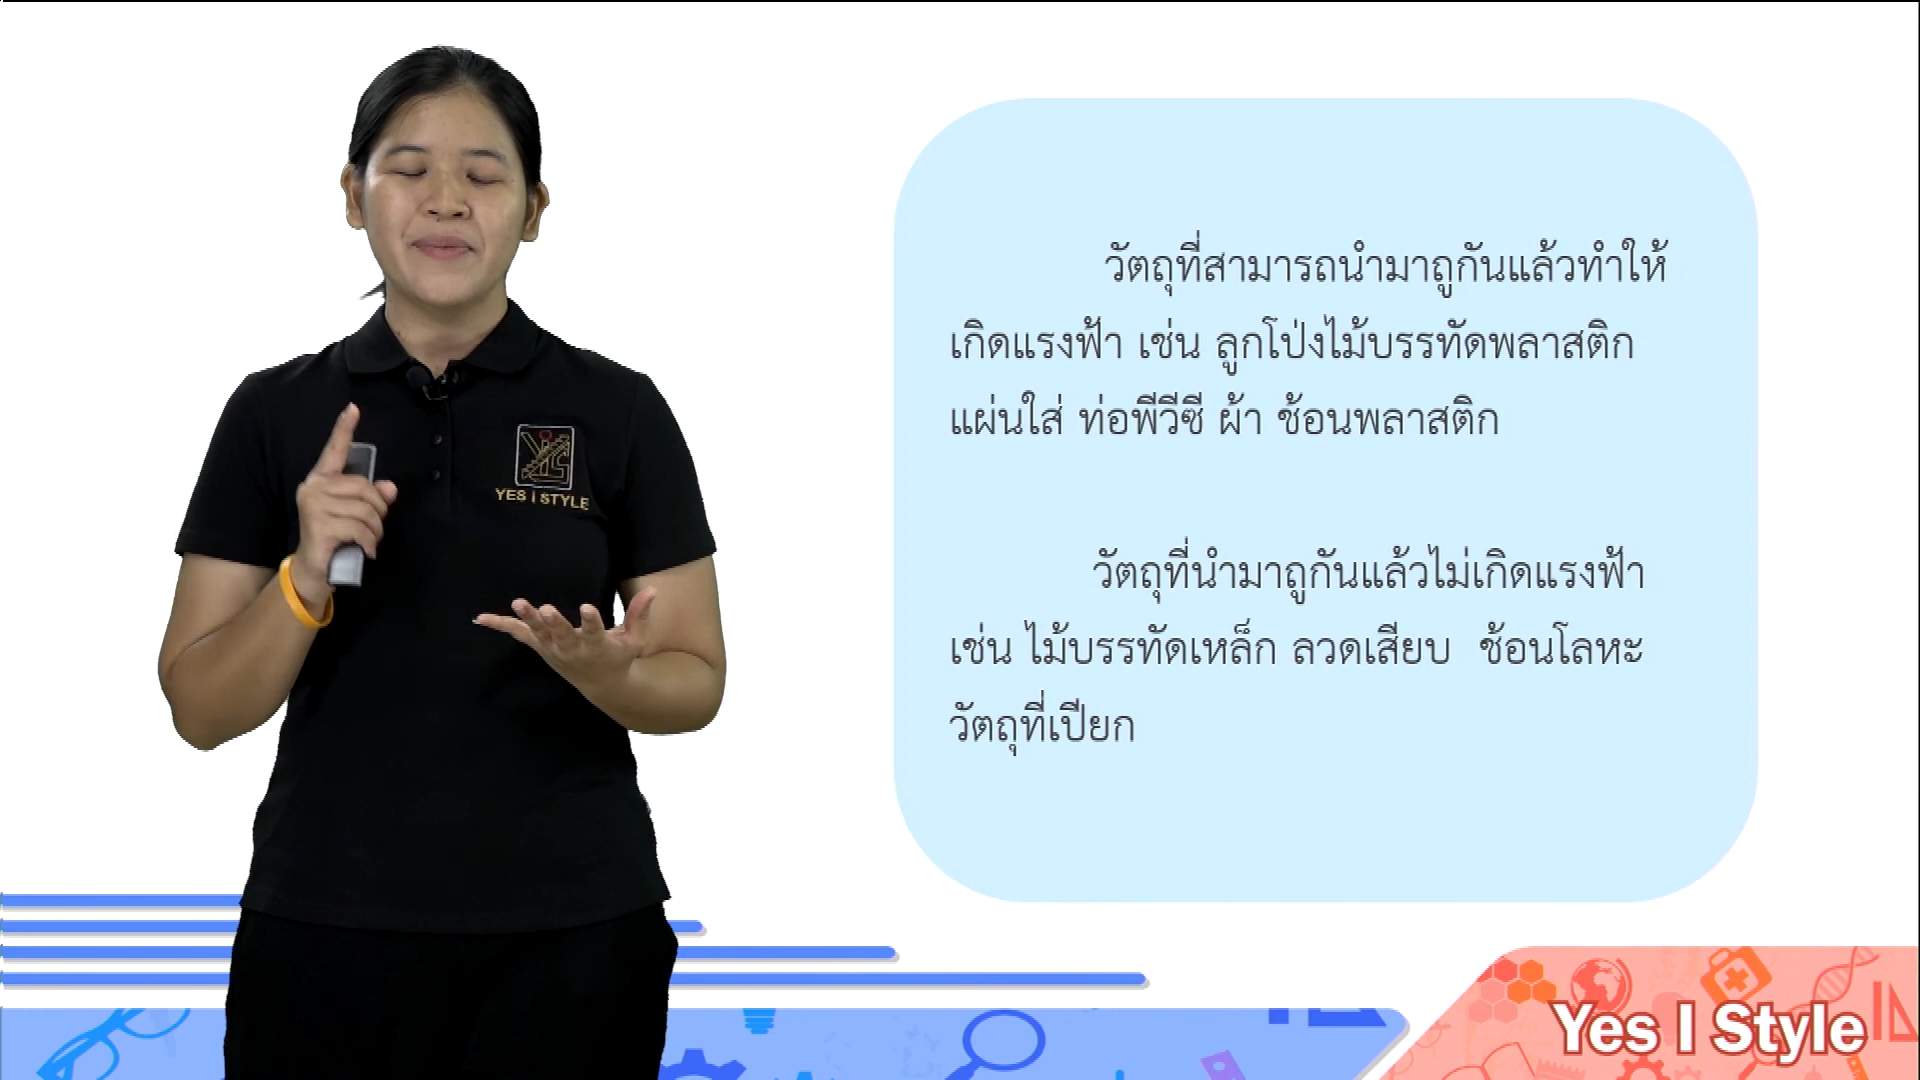 วัตถุที่สามารถนำมาถูกันแล้วทำให้
เกิดแรงฟ้า เช่น ลูกโป่งไม้บรรทัดพลาสติก
แผ่นใส่ ท่อพีวีซี ผ้า ช้อนพลาสติก
วัตถุที่นำมาถูกันแล้วไม่เกิดแรงฟ้า
เช่น ไม้บรรทัดเหล็ก ลวดเสียบ ช้อนโลหะ
วัตถุที่เปียก
YES I STYLE
Yes I Style